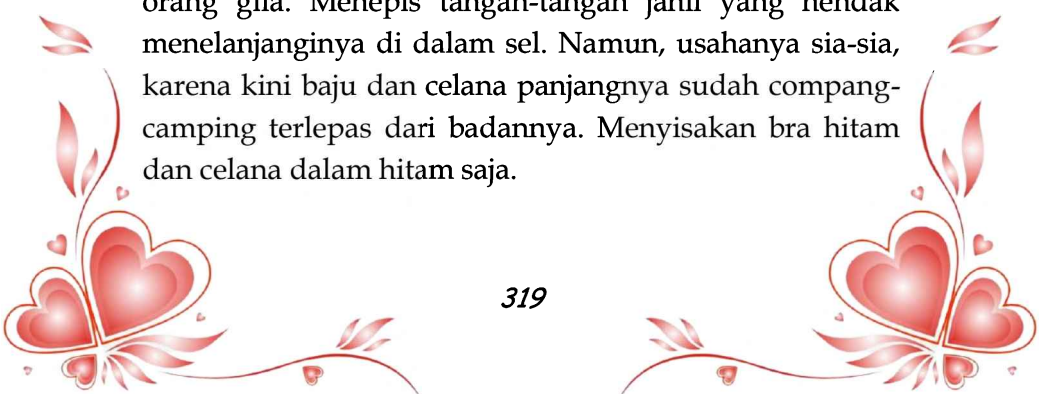 orang gila. Menepis tangan-tangan jahil yang hendak
menelanjanginya di dalam sel. Namun, usahanya sia-sia,
karena kini baju dan celana panjangnya sudah compang-
camping terlepas dari badannya. Menyisakan bra hitam
dan celana dalam hitam saja.
319